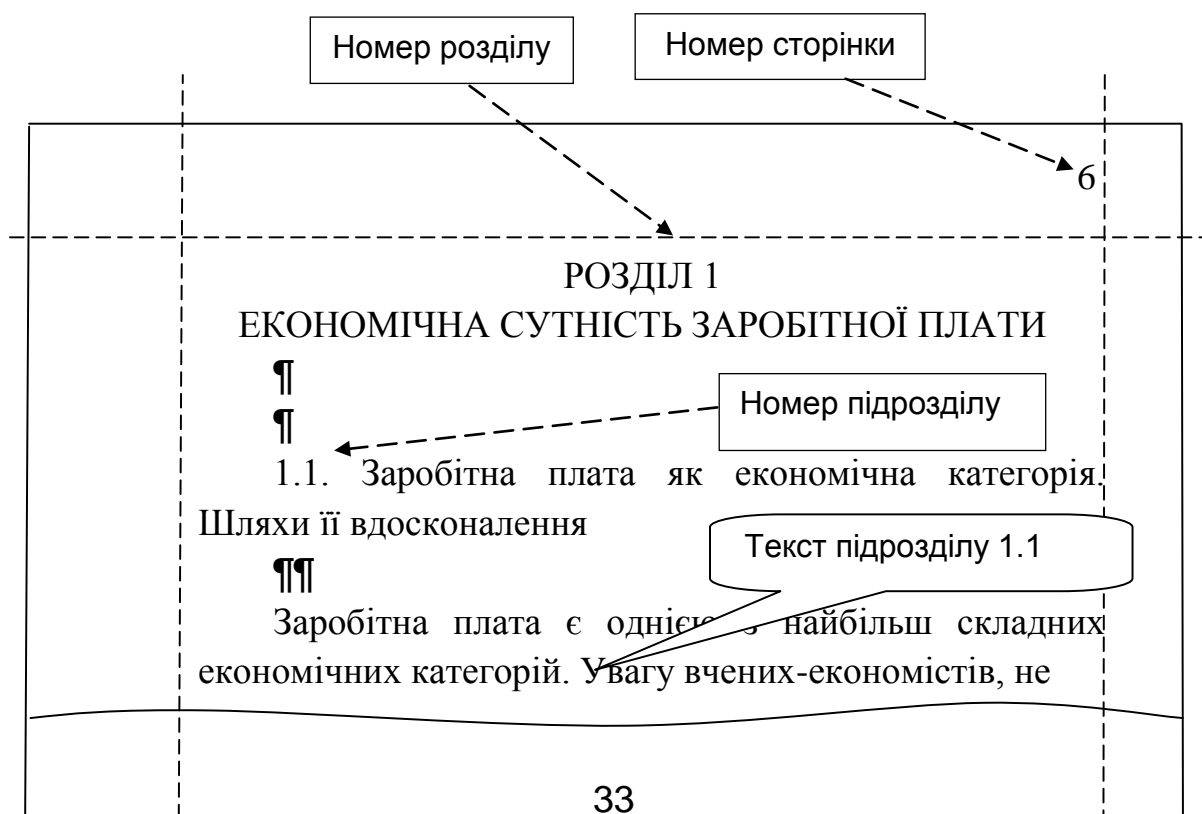 Номер розділу
Номер сторінки
6
РОЗДІЛ 1
ЕКОНОМІЧНА СУТНІСТЬ ЗАРОБІТНОЇ ПЛАТИ
¶
¶
Номер підрозділу
1.1. Заробітна плата як економічна категорія.
Шляхи її вдосконалення
Текст підрозділу 1.1
¶¶
Заробітна плата є однією з найбільш складних
економічних категорій. Увагу вчених-економістів, не
33